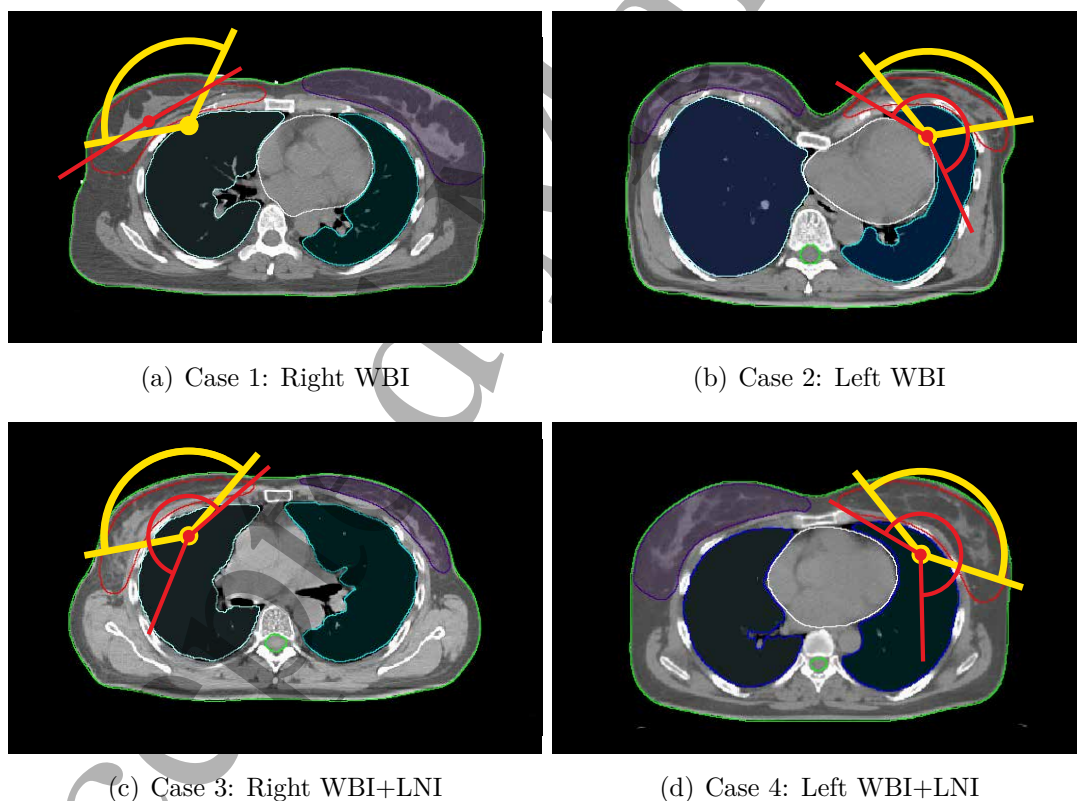 (a) Case 1: Right WBI
(b) Case 2: Left WBI
(c) Case 3: Right WBI+LNI
(d) Case 4: Left WBI+LNI